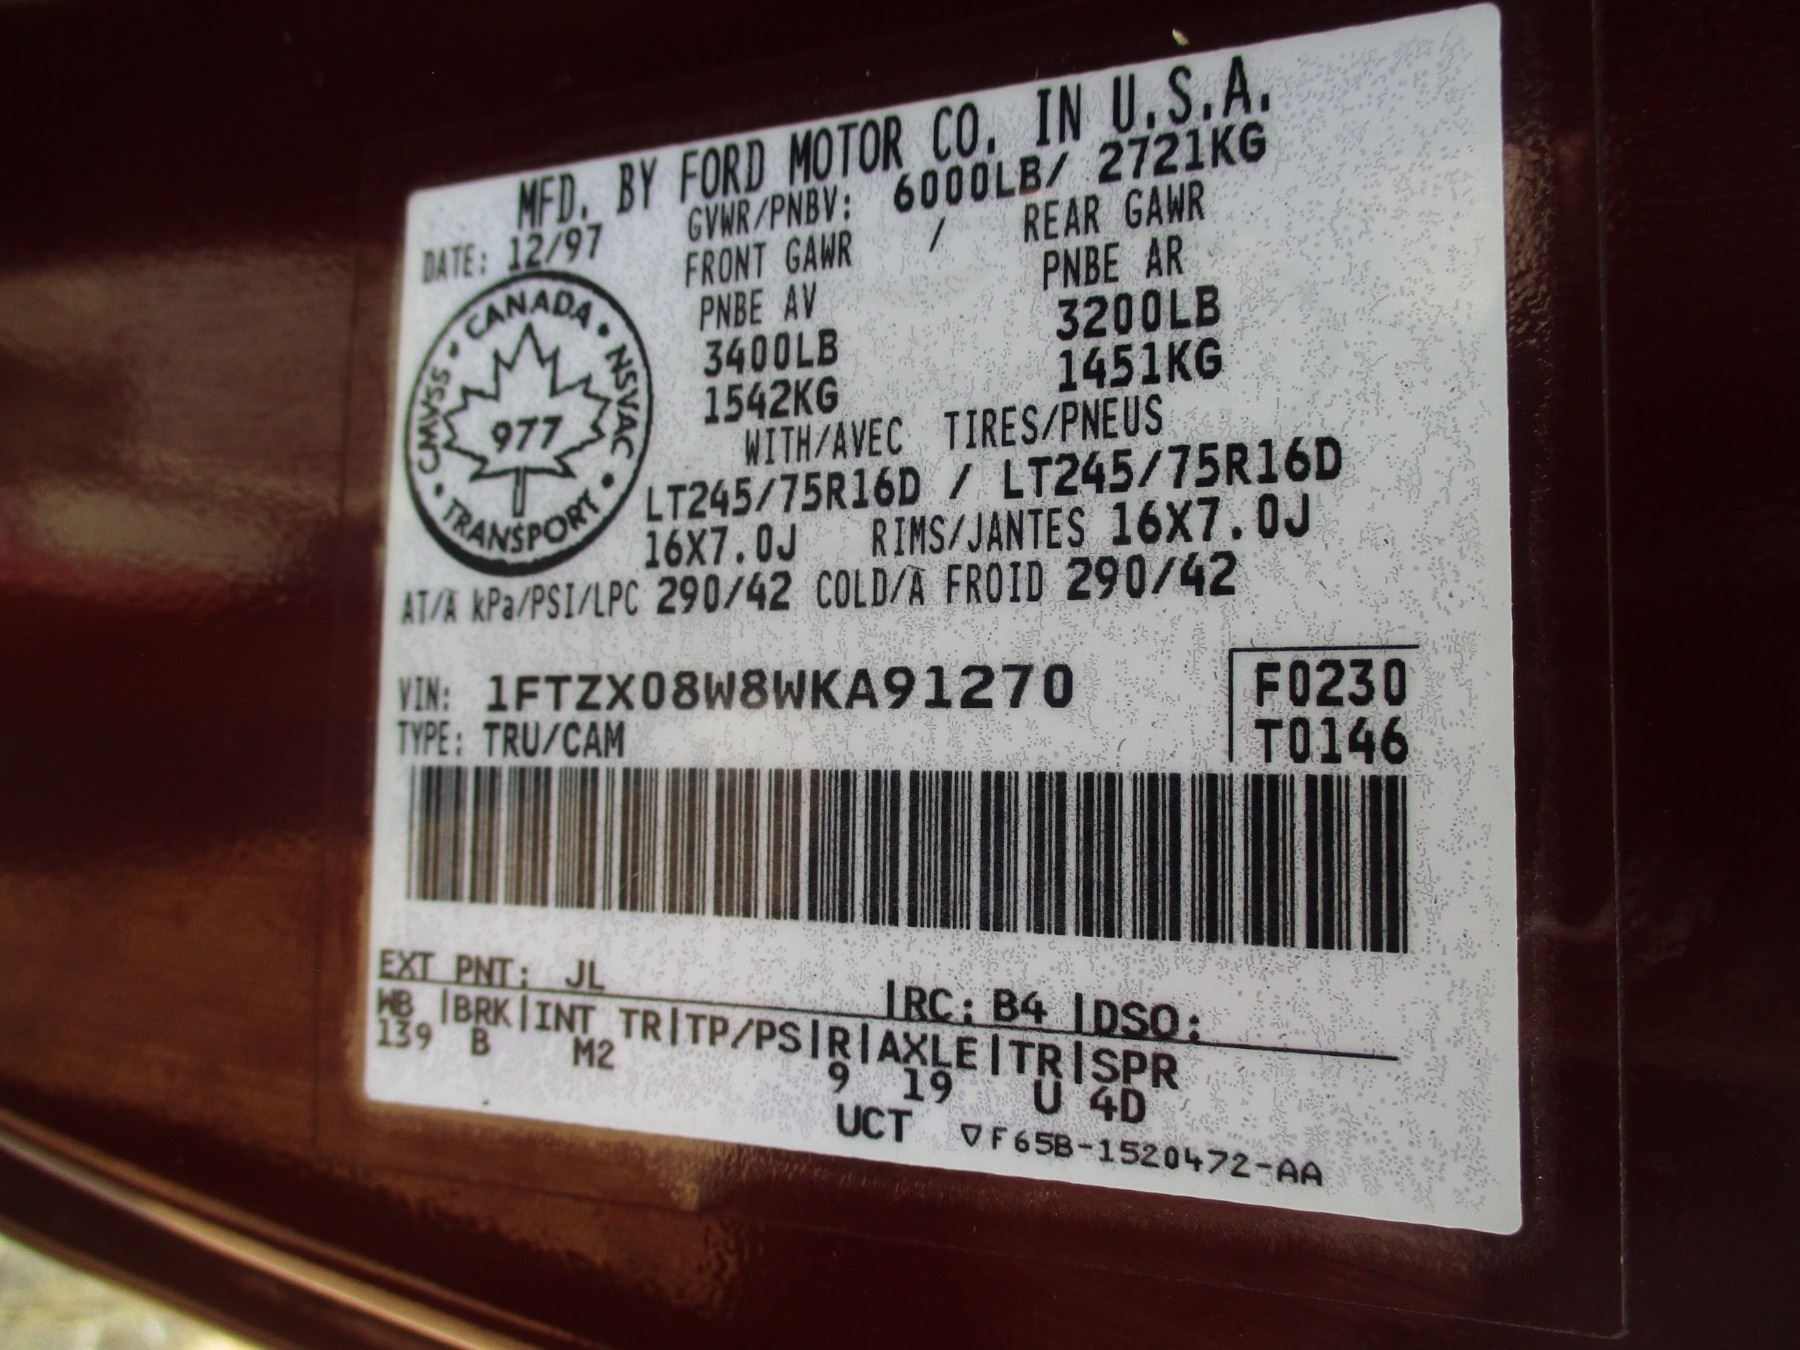 MFD. BY FORD MOTOR CO. IN U.S.A.
DATE: 12/97 GVWR/PNBV: 6000LB/ 2721KG
FRONT GAWR / REAR GAWR
PNBE AV PNBE AR
3400LB 3200LB
1542KG 1451KG
WITH/AVEC TIRES/PNEUS
LT245/75R16D / LT245/75R16D
16X7.0J RIMS/JANTES 16X7.0J
AT/À kPa/PSI/LPC 290/42 COLD/À FROID 290/42
CANADA • NSVAC • TRANSPORT • CMVSS •
977
VIN: 1FTZX08W8WKA91270 F0230
TYPE: TRU/CAM T0146
EXT PNT: JL |RC: B4 |DSO:
WB |BRK|INT TR|TP/PS|R|AXLE|TR|SPR
139 B M2 9 19 U 4D
UCT ▽F65B-1520472-AA